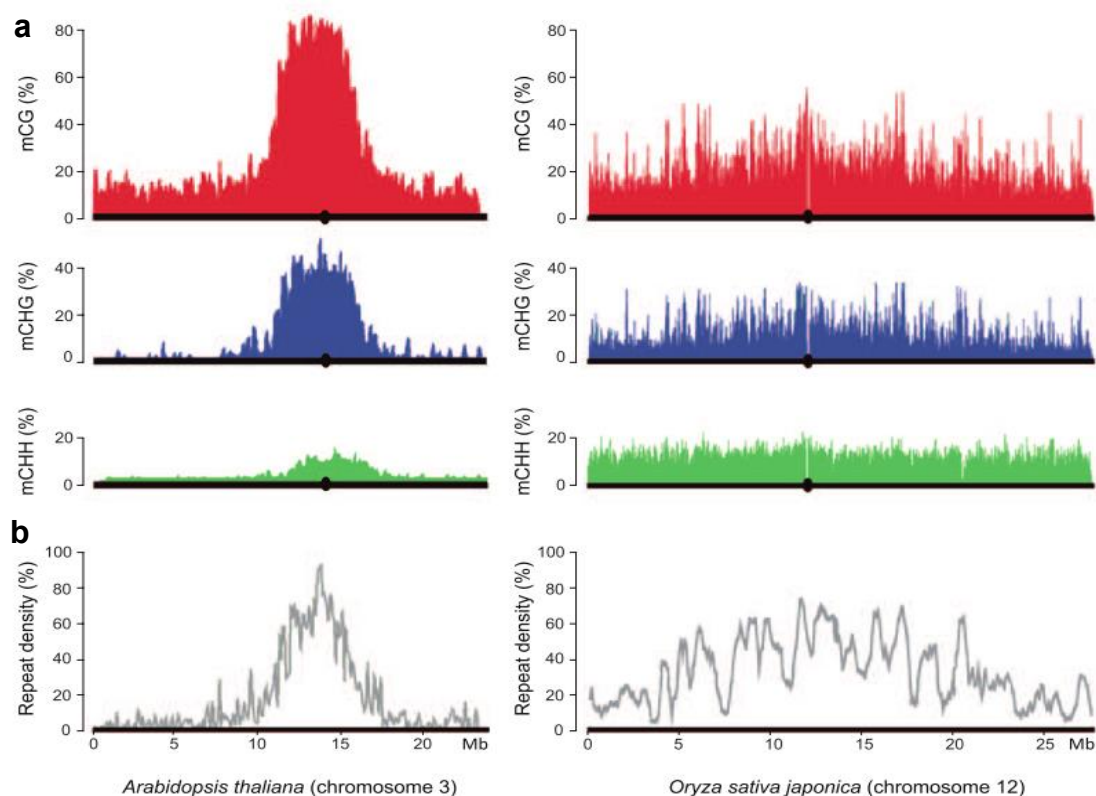 a
mCG (%)
80
60
40
20
0
mCHG (%)
40
20
0
mCHH (%)
20
0
mCG (%)
80
60
40
20
0
mCHG (%)
40
20
0
mCHH (%)
20
0
b
Repeat density (%)
100
80
60
40
20
0
0 5 10 15 20 Mb
Arabidopsis thaliana (chromosome 3)
Repeat density (%)
100
80
60
40
20
0
0 5 10 15 20 25 Mb
Oryza sativa japonica (chromosome 12)